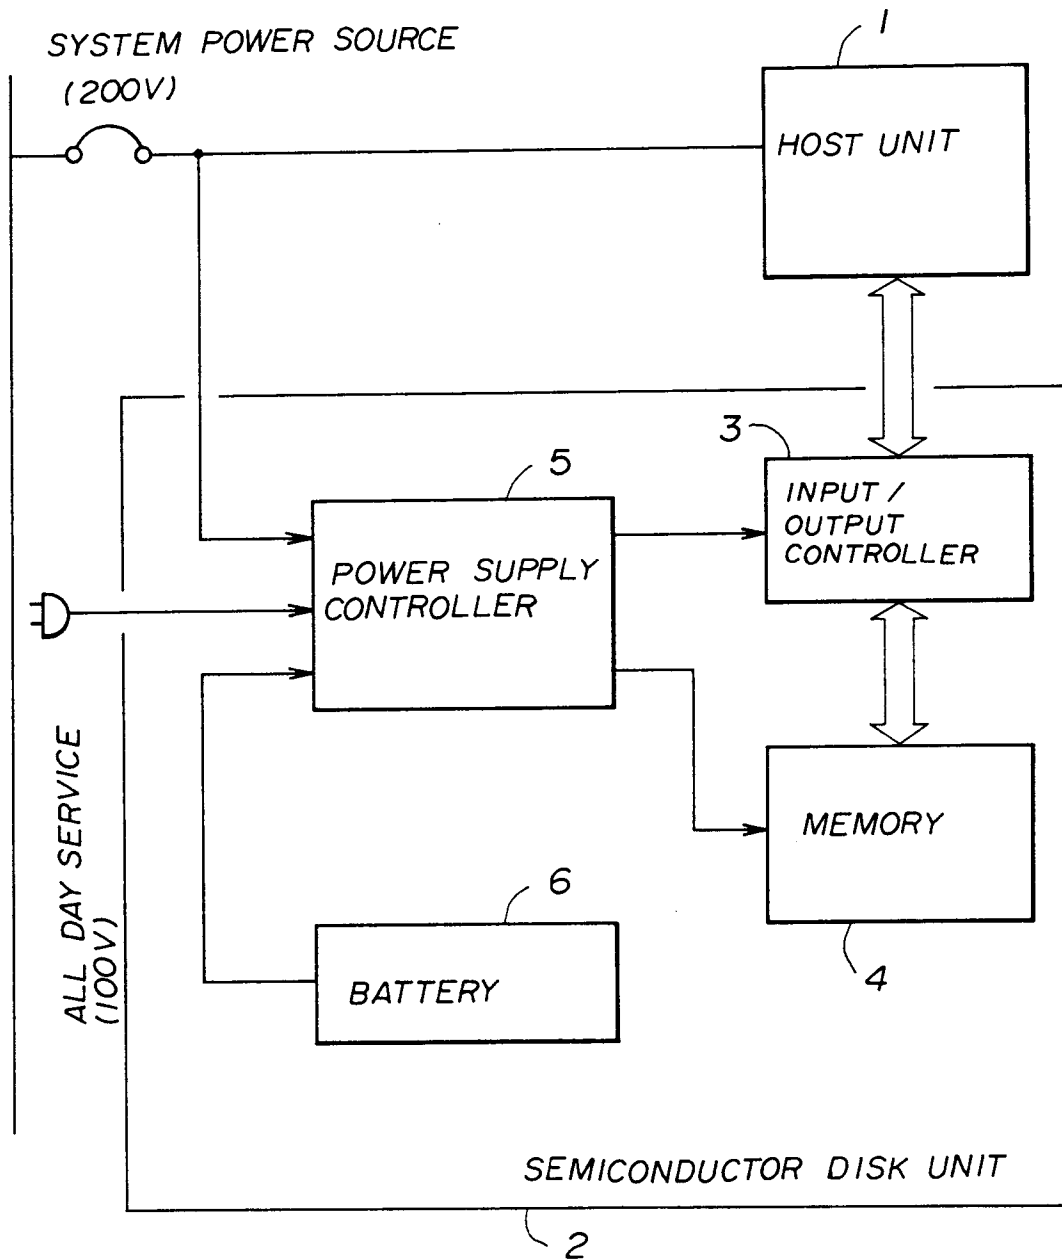 SYSTEM POWER SOURCE
(200V)
1
HOST UNIT
3
5
INPUT /
OUTPUT
CONTROLLER
POWER SUPPLY
CONTROLLER
ALL DAY SERVICE
(100V)
MEMORY
4
6
BATTERY
SEMICONDUCTOR DISK UNIT
2